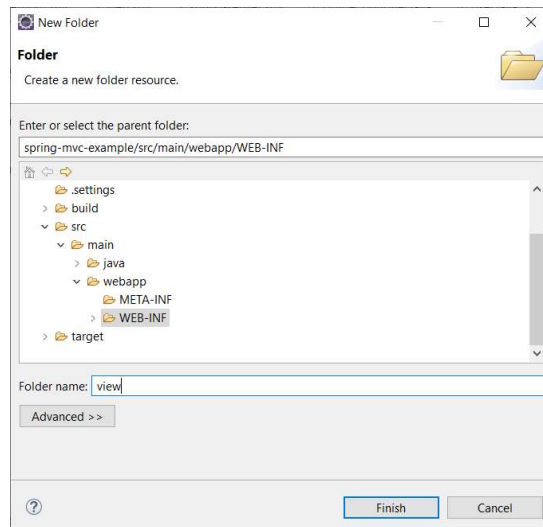 New Folder
Folder
Create a new folder resource.
Enter or select the parent folder:
spring-mvc-example/src/main/webapp/WEB-INF
.settings
build
src
main
java
webapp
META-INF
WEB-INF
target
Folder name: view
Advanced >>
Finish Cancel